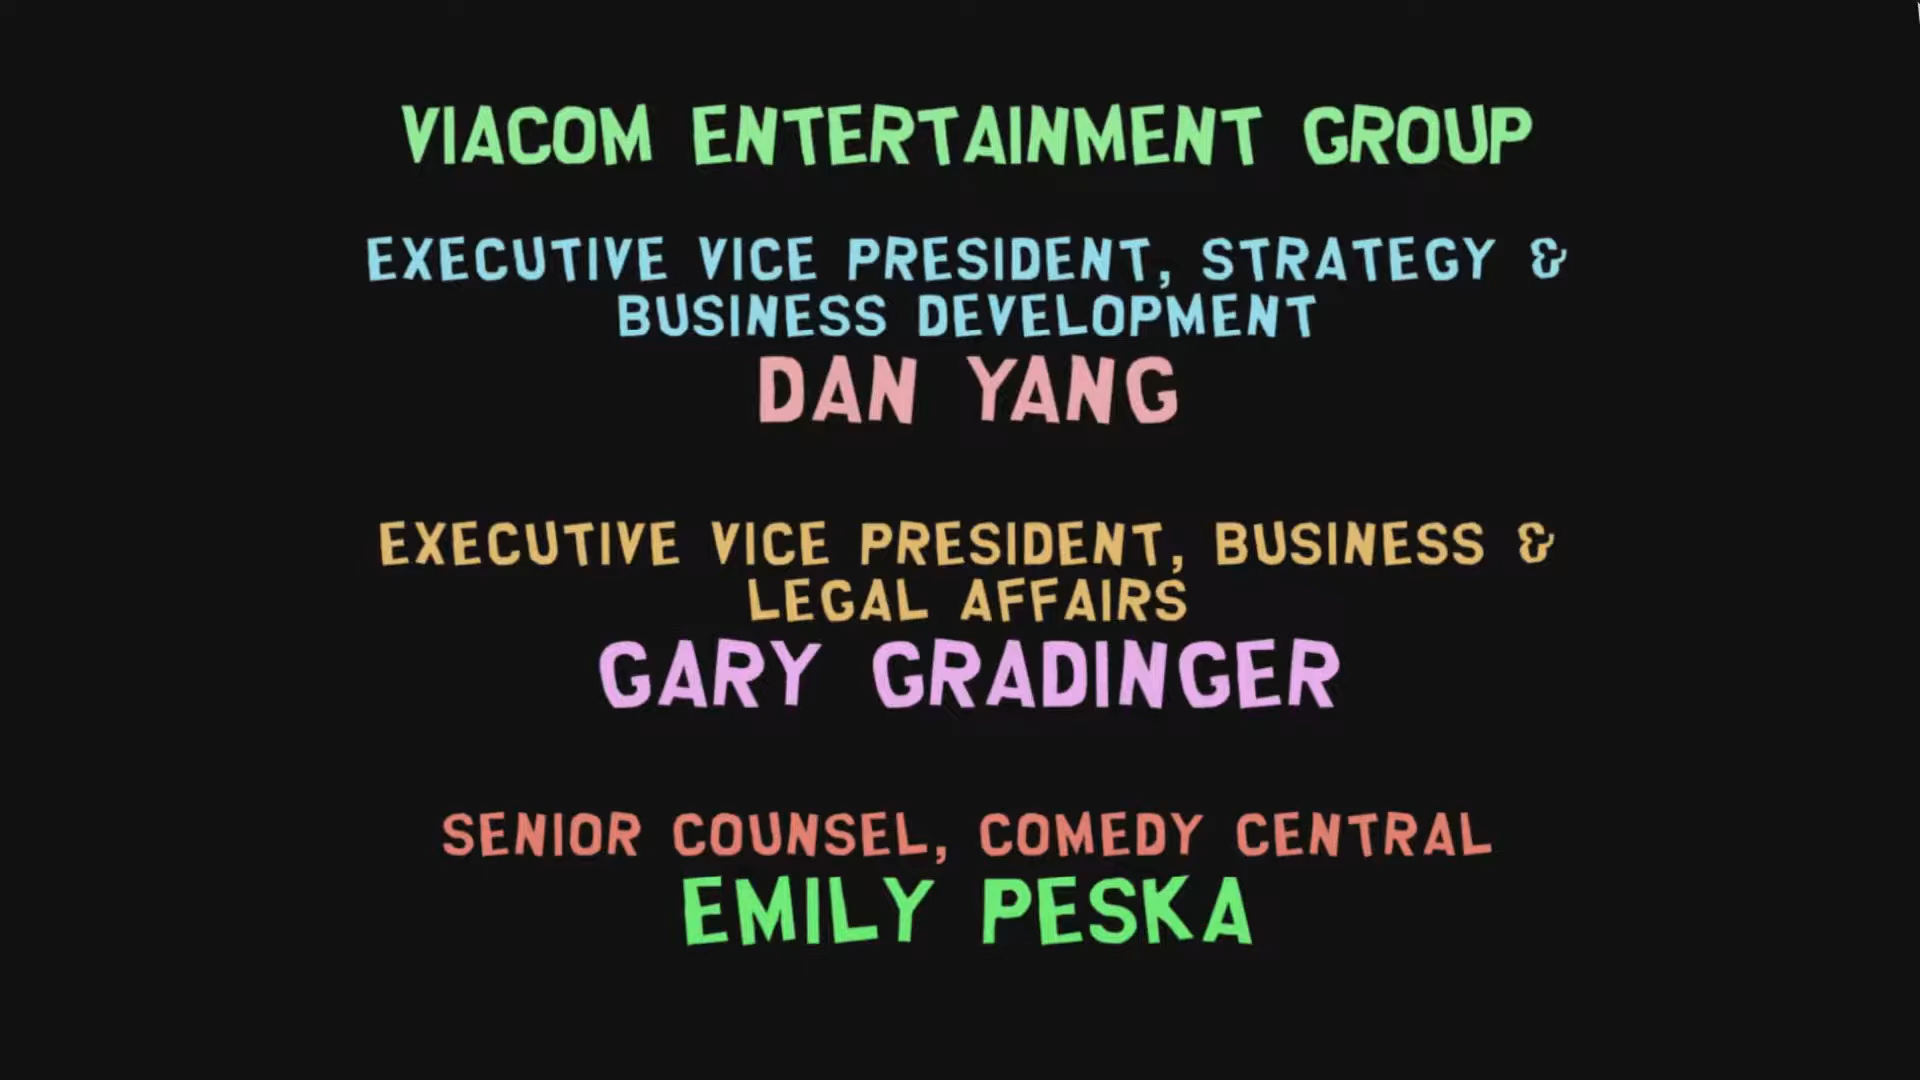 VIACOM ENTERTAINMENT GROUP
EXECUTIVE VICE PRESIDENT, STRATEGY &
BUSINESS DEVELOPMENT
DAN YANG
EXECUTIVE VICE PRESIDENT, BUSINESS &
LEGAL AFFAIRS
GARY GRADINGER
SENIOR COUNSEL, COMEDY CENTRAL
EMILY PESKA